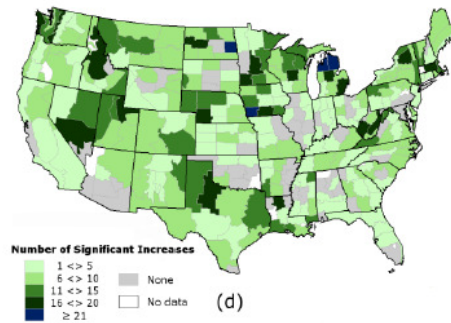 Number of Significant Increases
1 <> 5
6 <> 10
11 <> 15
16 <> 20
≥ 21
None
No data
(d)